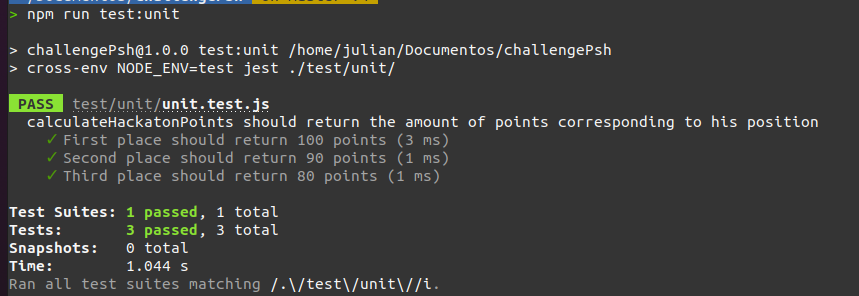 > npm run test:unit
> challengePsh@1.0.0 test:unit /home/julian/Documentos/challengePsh
> cross-env NODE_ENV=test jest ./test/unit/
PASS test/unit/unit.test.js
calculateHackatonPoints should return the amount of points corresponding to his position
✓ First place should return 100 points (3 ms)
✓ Second place should return 90 points (1 ms)
✓ Third place should return 80 points (1 ms)
Test Suites: 1 passed, 1 total
Tests: 3 passed, 3 total
Snapshots: 0 total
Time: 1.044 s
Ran all test suites matching /.\/test\/unit\//i.